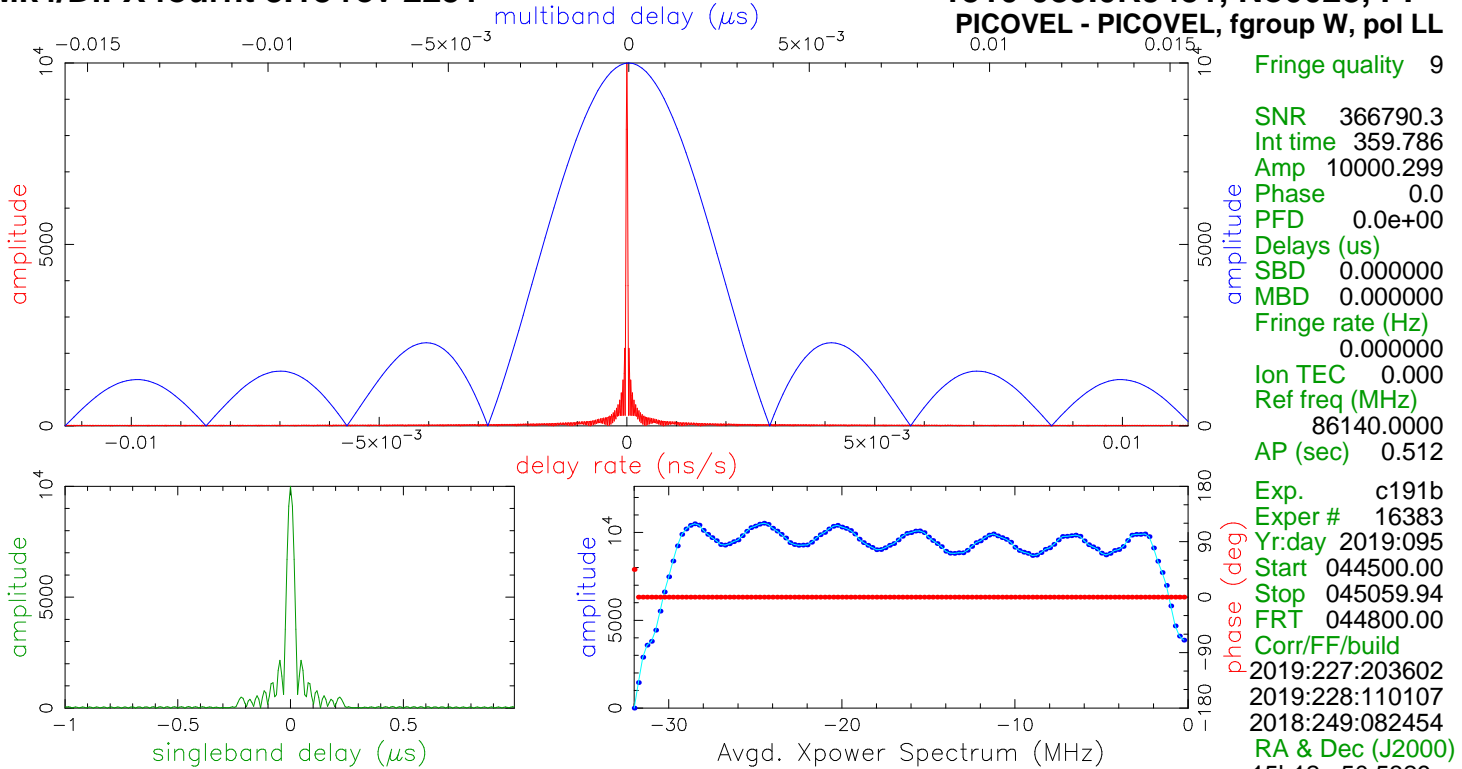 multiband delay (μs)
PICOVEL - PICOVEL, fgroup W, pol LL
−0.015 −0.01 −5×10⁻³ 0 5×10⁻³ 0.01 0.015
amplitude
0 5000 10⁴
amplitude
0 5000 10⁴
−0.01 −5×10⁻³ 0 5×10⁻³ 0.01
delay rate (ns/s)
Fringe quality 9
SNR 366790.3
Int time 359.786
Amp 10000.299
Phase 0.0
PFD 0.0e+00
Delays (us)
SBD 0.000000
MBD 0.000000
Fringe rate (Hz)
0.000000
Ion TEC 0.000
Ref freq (MHz)
86140.0000
AP (sec) 0.512
Exp. c191b
Exper # 16383
Yr:day 2019:095
Start 044500.00
Stop 045059.94
FRT 044800.00
Corr/FF/build
2019:227:203602
2019:228:110107
2018:249:082454
RA & Dec (J2000)
amplitude
0 5000 10⁴
−1 −0.5 0 0.5
singleband delay (μs)
amplitude
0 5000 10⁴
−30 −20 −10 0
Avgd. Xpower Spectrum (MHz)
phase (deg)
−180 −90 0 90 180